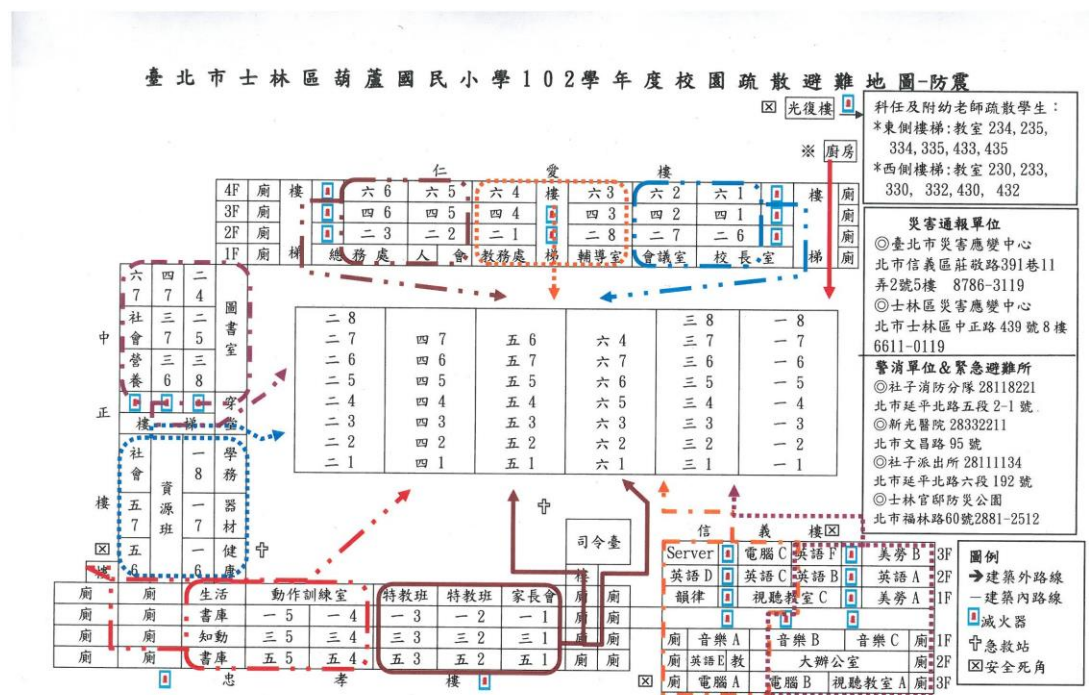 臺北市士林區葫蘆國民小學102學年度校園疏散避難地圖-防震
☒ 光復樓
※ 廚房
科任及附幼老師疏散學生：
*東側樓梯:教室 234, 235,
334, 335, 433, 435
*西側樓梯:教室 230, 233,
330, 332, 430, 432
災害通報單位
◎臺北市災害應變中心
北市信義區莊敬路391巷11
弄2號5樓 8786-3119
◎士林區災害應變中心
北市士林區中正路 439 號 8 樓
6611-0119
警消單位&緊急避難所
◎社子消防分隊 28118221
北市延平北路五段 2-1 號
◎新光醫院 28332211
北市文昌路 95 號
◎社子派出所 28111134
北市延平北路六段 192 號
◎士林官邸防災公園
北市福林路60號2881-2512
圖例
→建築外路線
—建築內路線
滅火器
急救站
☒安全死角
仁 愛 樓
4F 廁 樓 六 6 六 5 六 4 樓 六 3 六 2 六 1 樓 廁
3F 廁 四 6 四 5 四 4 四 3 四 2 四 1 廁
2F 廁 二 3 二 2 二 1 二 8 二 7 二 6 廁
1F 廁 梯 總務處 人 會 教務處 梯 輔導室 會議室 校長室 梯 廁
中 正 樓
六 7 四 7 二 4 圖書室
社會 三 7 二 5
營養 三 6 三 8
樓 梯 穿堂
社會 資源班 一 8 學務
五 7 一 7 器材
五 6 一 6 健康
☒
樓
二 8 三 8 一 8
二 7 四 7 五 6 六 4 三 7 一 7
二 6 四 6 五 7 六 7 三 6 一 6
二 5 四 5 五 5 六 6 三 5 一 5
二 4 四 4 五 4 六 5 三 4 一 4
二 3 四 3 五 3 六 3 三 3 一 3
二 2 四 2 五 2 六 2 三 2 一 2
二 1 四 1 五 1 六 1 三 1 一 1
司令臺
樓
廁 廁 生活 動作訓練室 特教班 特教班 家長會 廁 廁
廁 廁 書庫 一 5 一 4 一 3 一 2 一 1 廁 廁
廁 廁 知動 三 5 三 4 三 3 三 2 三 1 廁 廁
廁 廁 書庫 五 5 五 4 五 3 五 2 五 1 廁 廁
忠 孝 樓 ☒
信 義 樓☒
Server 電腦 C 英語 F 美勞 B 3F
英語 D 英語 C 英語 B 英語 A 2F
韻律 視聽教室 C 美勞 A 1F
廁 音樂 A 音樂 B 音樂 C 廁 1F
廁 英語 E 教 大辦公室 廁 2F
廁 電腦 A 電腦 B 視聽教室 A 廁 3F